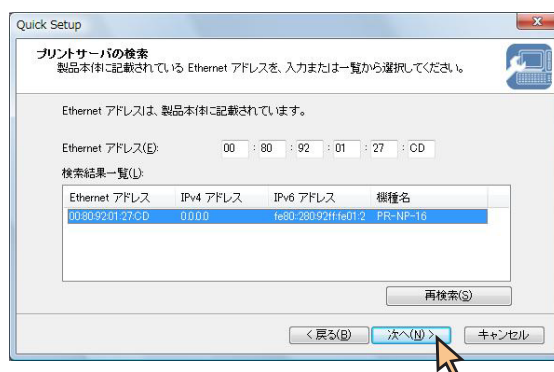 Quick Setup
プリントサーバの検索
製品本体に記載されている Ethernet アドレスを、入力または一覧から選択してください。
Ethernet アドレスは、製品本体に記載されています。
Ethernet アドレス(E): 00 : 80 : 92 : 01 : 27 : CD
検索結果一覧(L):
Ethernet アドレス IPv4 アドレス IPv6 アドレス 機種名
00:80:92:01:27:CD 0.0.0.0 fe80::280:92ff:fe01:2 PR-NP-16
再検索(S)
< 戻る(B) 次へ(N) > キャンセル